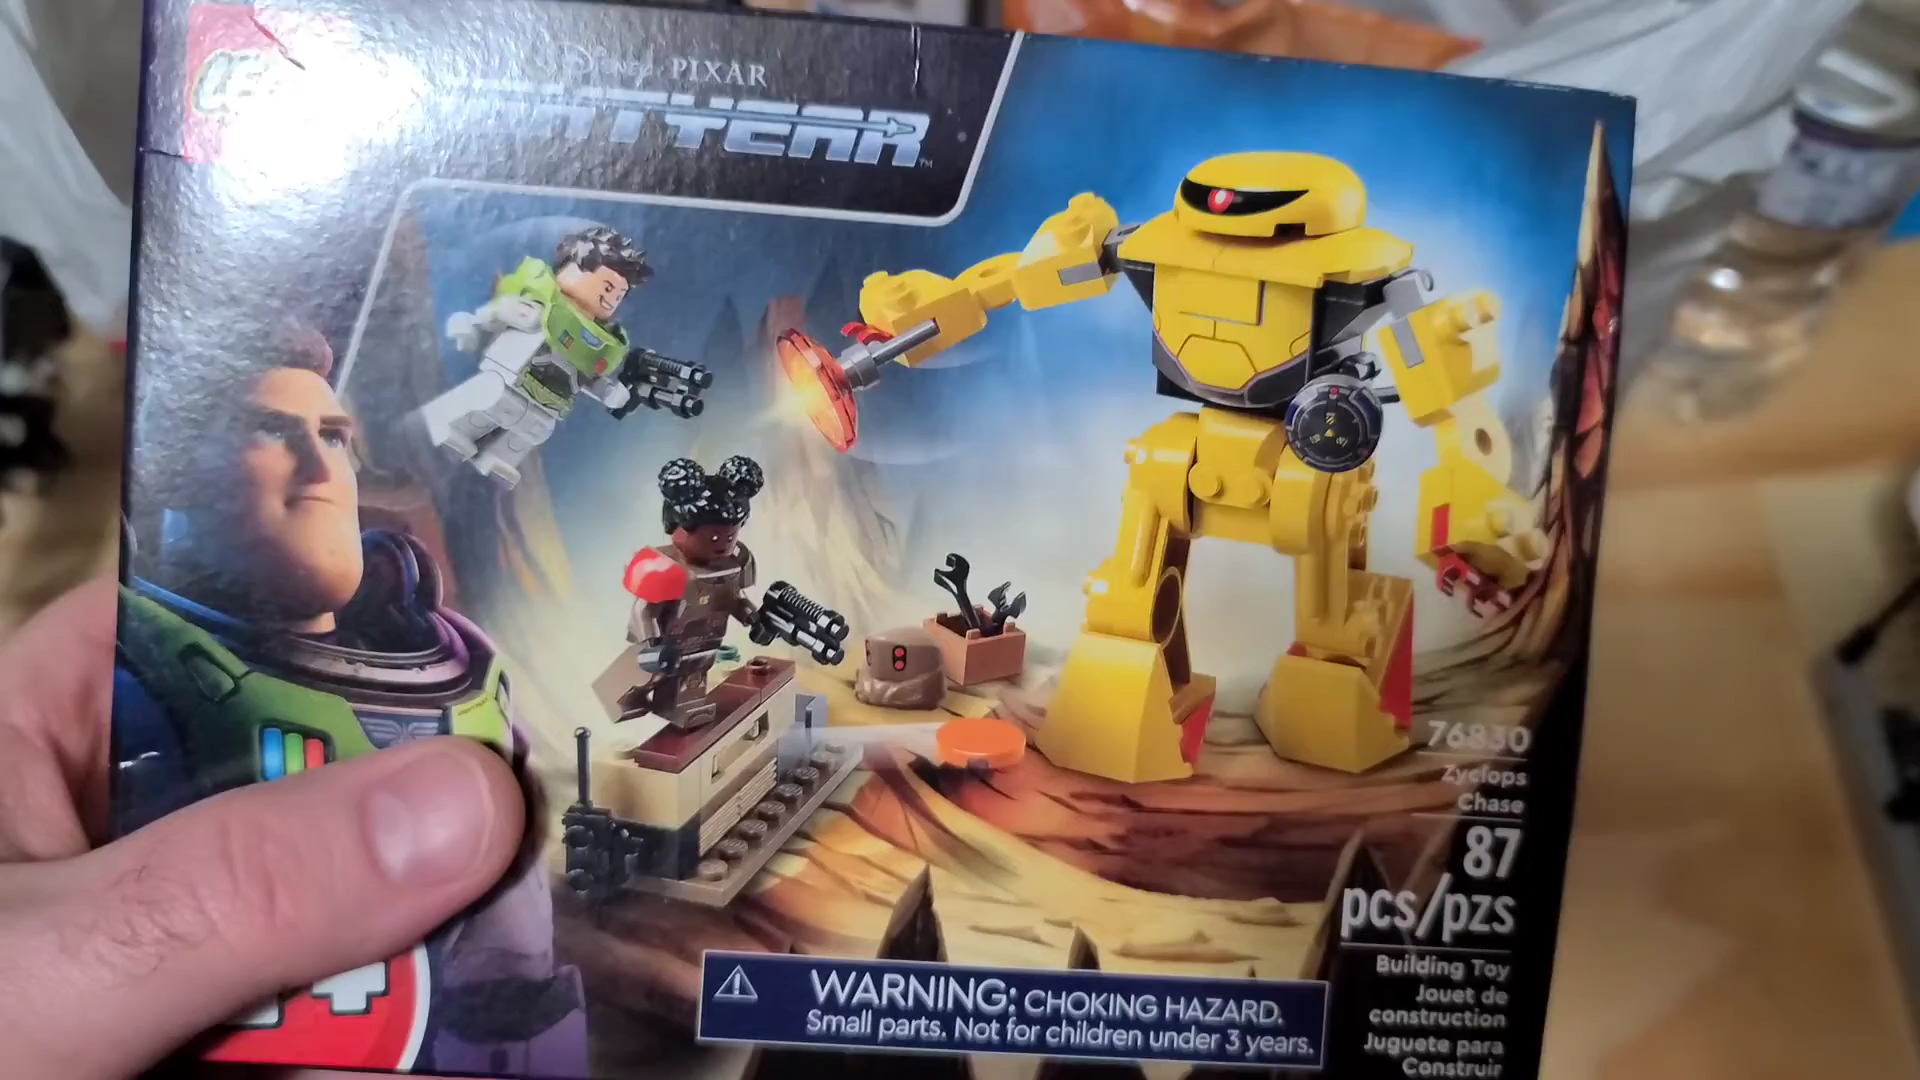 Disney · PIXAR
76830
Zyclops
Chase
87
pcs/pzs
Building Toy
Jouet de
construction
Juguete para
Construir
WARNING: CHOKING HAZARD.
Small parts. Not for children under 3 years.